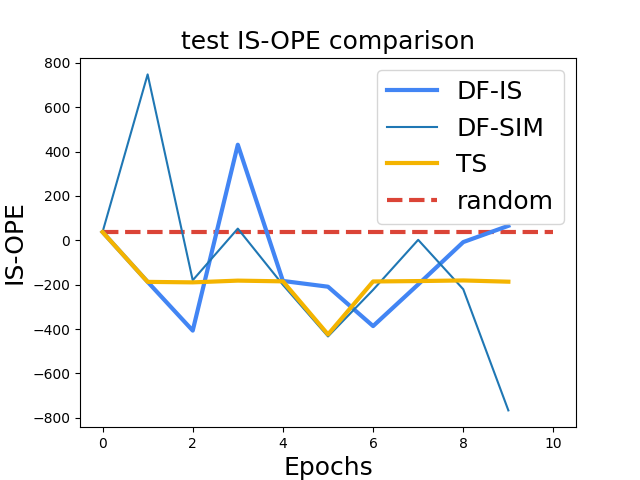 test IS-OPE comparison
800
600
400
200
0
−200
−400
−600
−800
IS-OPE
DF-IS
DF-SIM
TS
random
0 2 4 6 8 10
Epochs